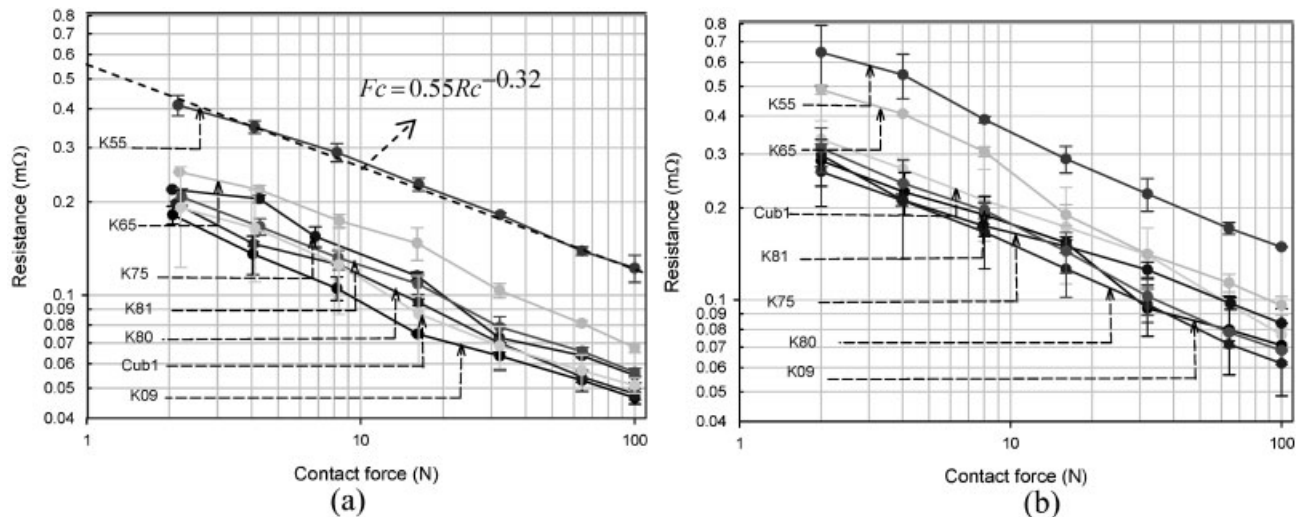 0.8
0.7
0.6
0.5
0.4
0.3
0.2
0.1
0.09
0.08
0.07
0.06
0.05
0.04
Resistance (mΩ)
Fc = 0.55Rc^−0.32
K55
K65
K75
K81
K80
Cub1
K09
1 10 100
Contact force (N)
(a)
0.8
0.7
0.6
0.5
0.4
0.3
0.2
0.1
0.09
0.08
0.07
0.06
0.05
0.04
Resistance (mΩ)
K55
K65
Cub1
K81
K75
K80
K09
1 10 100
Contact force (N)
(b)